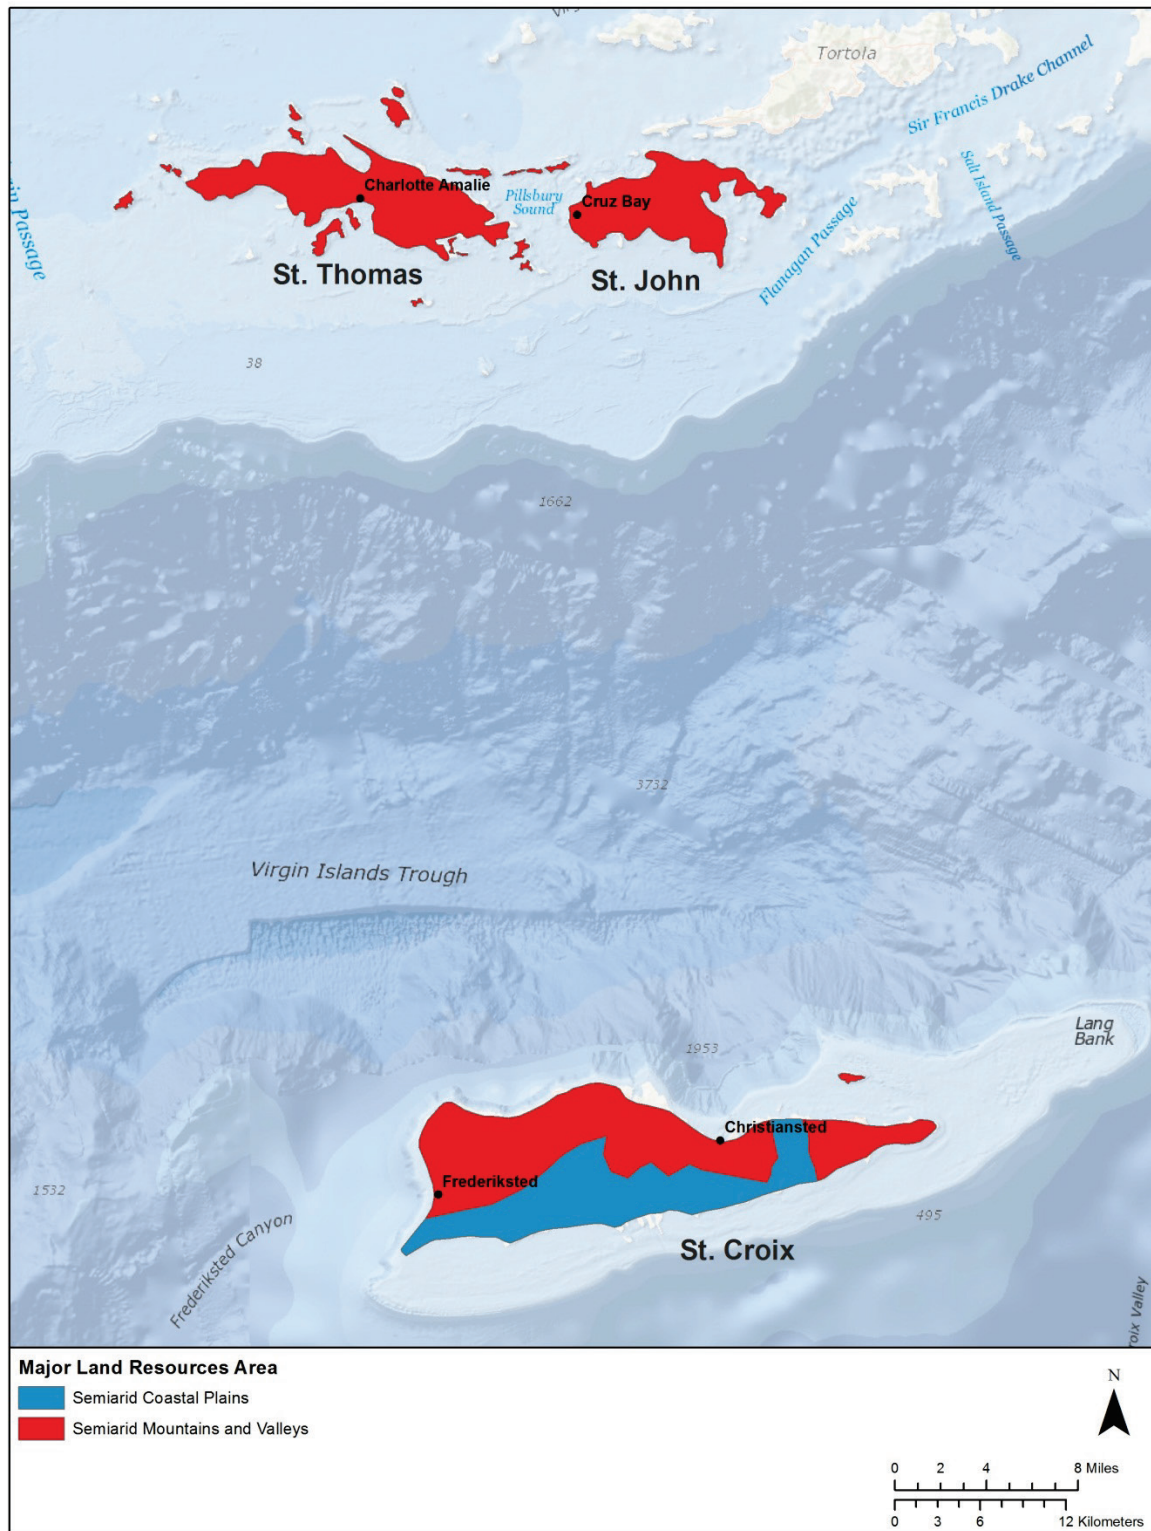 Tortola
Sir Francis Drake Channel
Salt Island Passage
Passage
Charlotte Amalie
Pillsbury
Sound
Cruz Bay
Flanagan Passage
St. Thomas
St. John
38
1662
3732
Virgin Islands Trough
Lang
Bank
1953
Christiansted
Frederiksted
1532
495
Frederiksted Canyon
St. Croix
roix Valley
Major Land Resources Area
Semiarid Coastal Plains
Semiarid Mountains and Valleys
N
0 2 4 8 Miles
0 3 6 12 Kilometers